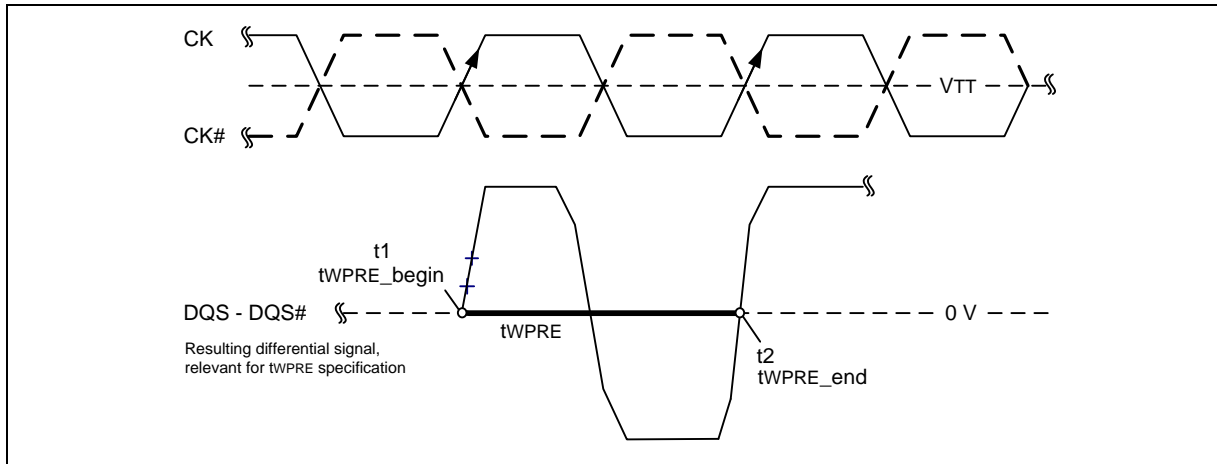 CK
VTT
CK#
t1
tWPRE_begin
DQS - DQS#
tWPRE
0 V
Resulting differential signal,
relevant for tWPRE specification
t2
tWPRE_end